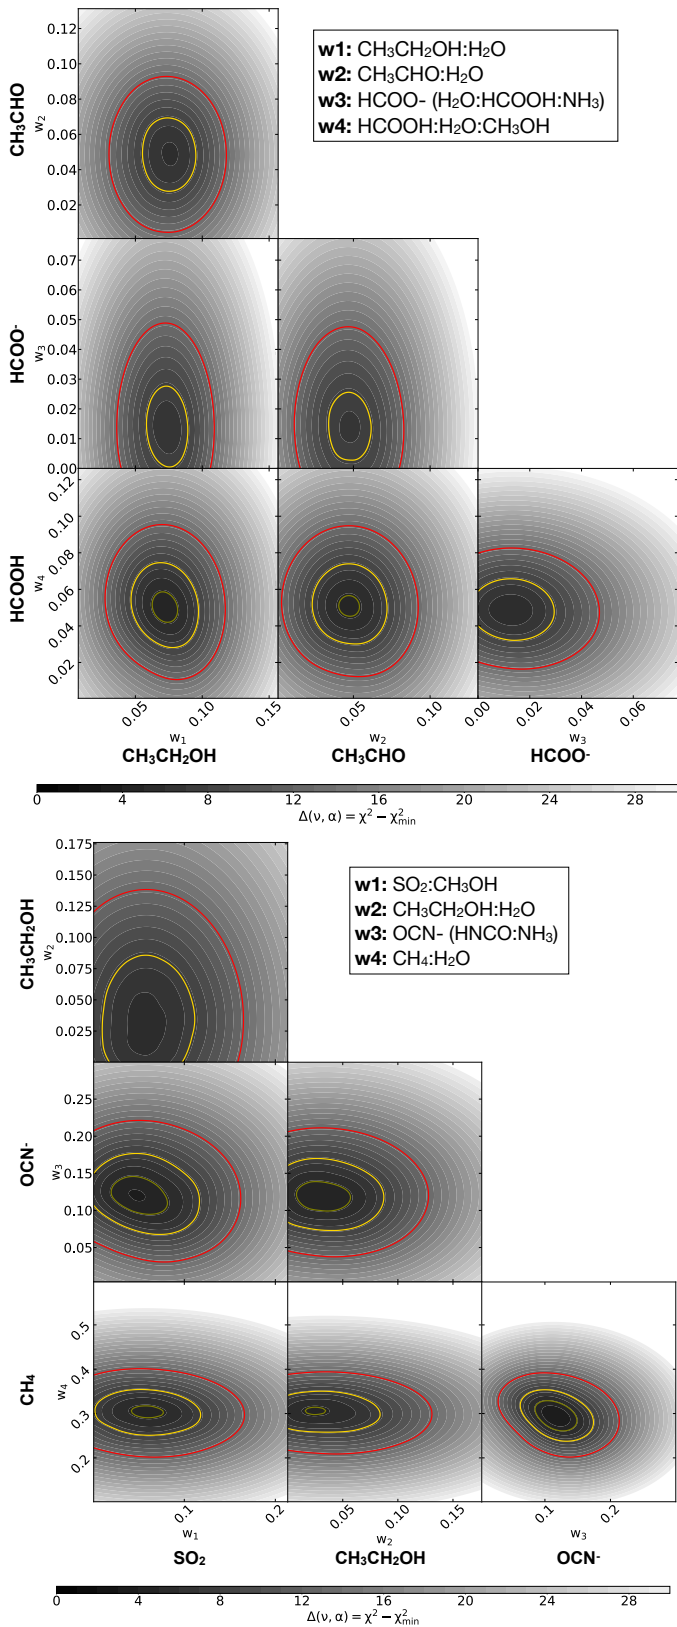 w1: CH₃CH₂OH:H₂O
w2: CH₃CHO:H₂O
w3: HCOO- (H₂O:HCOOH:NH₃)
w4: HCOOH:H₂O:CH₃OH
CH₃CHO
w₂
0.12
0.10
0.08
0.06
0.04
0.02
HCOO⁻
w₃
0.07
0.06
0.05
0.04
0.03
0.02
0.01
0.00
HCOOH
w₄
0.12
0.10
0.08
0.06
0.04
0.02
0.05
0.10
0.15
0.05
0.10
0.00
0.02
0.04
0.06
w₁
w₂
w₃
CH₃CH₂OH
CH₃CHO
HCOO⁻
0 4 8 12 16 20 24 28
Δ(ν, α) = χ² − χ²min
w1: SO₂:CH₃OH
w2: CH₃CH₂OH:H₂O
w3: OCN- (HNCO:NH₃)
w4: CH₄:H₂O
CH₃CH₂OH
w₂
0.175
0.150
0.125
0.100
0.075
0.050
0.025
OCN⁻
w₃
0.25
0.20
0.15
0.10
0.05
CH₄
w₄
0.5
0.4
0.3
0.2
0.1
0.2
0.05
0.10
0.15
0.1
0.2
w₁
w₂
w₃
SO₂
CH₃CH₂OH
OCN⁻
0 4 8 12 16 20 24 28
Δ(ν, α) = χ² − χ²min